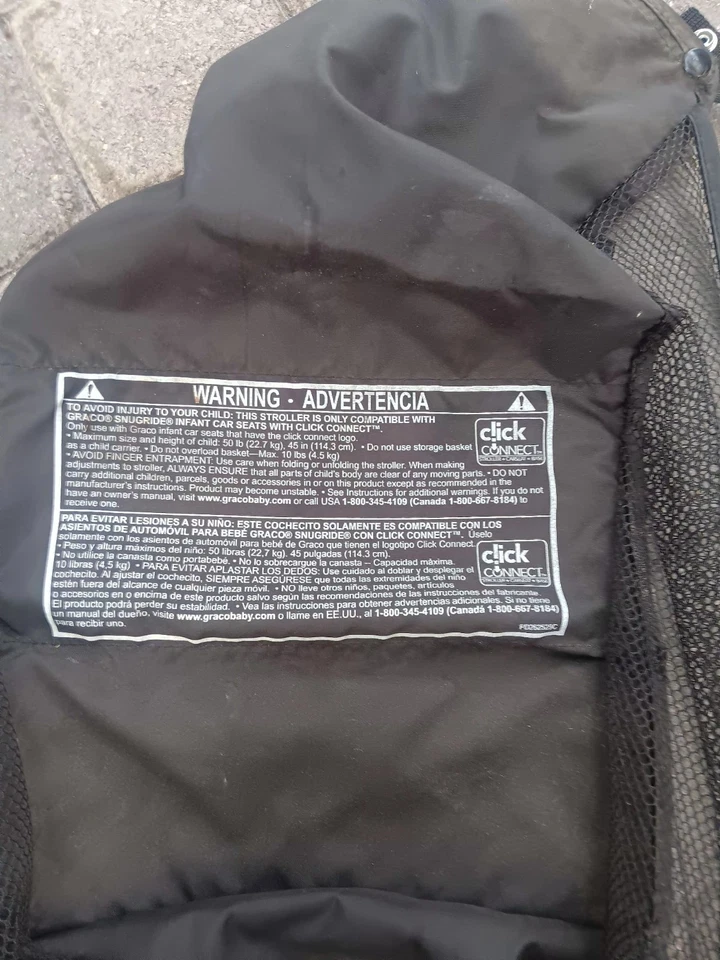 WARNING - ADVERTENCIA
TO AVOID INJURY TO YOUR CHILD: THIS STROLLER IS ONLY COMPATIBLE WITH
GRACO® SNUGRIDE® INFANT CAR SEATS WITH CLICK CONNECT™.
Only use with Graco infant car seats that have the click connect logo.
• Maximum size and height of child: 50 lb (22.7 kg), 45 in (114.3 cm). • Do not use storage basket
as a child carrier. • Do not overload basket—Max. 10 lbs (4.5 kg)
• AVOID FINGER ENTRAPMENT: Use care when folding or unfolding the stroller. When making
adjustments to stroller, ALWAYS ENSURE that all parts of child's body are clear of any moving parts. • DO NOT
carry additional children, parcels, goods or accessories in or on this product except as recommended in the
manufacturer's instructions. Product may become unstable. • See Instructions for additional warnings. If you do not
have an owner's manual, visit www.gracobaby.com or call USA 1-800-345-4109 (Canada 1-800-667-8184) to
receive one.
click
CONNECT™
PARA EVITAR LESIONES A SU NIÑO: ESTE COCHECITO SOLAMENTE ES COMPATIBLE CON LOS
ASIENTOS DE AUTOMÓVIL PARA BEBÉ GRACO® SNUGRIDE® CON CLICK CONNECT™. Úselo
solamente con los asientos de automóvil para bebé de Graco que tienen el logotipo Click Connect.
• Peso y altura máximos del niño: 50 libras (22.7 kg), 45 pulgadas (114.3 cm).
• No utilice la canasta como portabebé. • No lo sobrecargue la canasta – Capacidad máxima,
10 libras (4,5 kg) • PARA EVITAR APLASTAR LOS DEDOS: Use cuidado al doblar y desplegar el
cochecito. Al ajustar el cochecito, SIEMPRE ASEGÚRESE que todas las extremidades del niño
estén fuera del alcance de cualquier pieza móvil. • NO lleve otros niños, paquetes, artículos
o accesorios en o encima de este producto salvo según las recomendaciones de las instrucciones del fabricante.
El producto podrá perder su estabilidad. • Vea las instrucciones para obtener advertencias adicionales. Si no tiene
un manual del dueño, visite www.gracobaby.com o llame en EE.UU., al 1-800-345-4109 (Canadá 1-800-667-8184)
para recibir uno.
click
CONNECT™